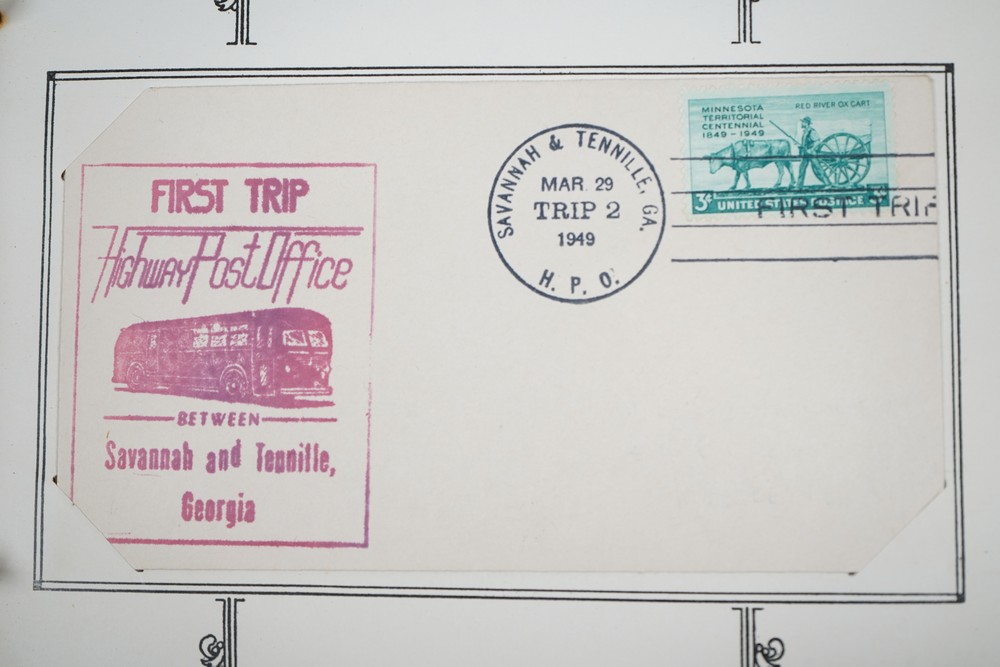 FIRST TRIP
Highway Post Office
BETWEEN
Savannah and Tennille,
Georgia
SAVANNAH & TENNILLE, GA.
MAR. 29
TRIP 2
1949
H. P. O.
MINNESOTA
TERRITORIAL
CENTENNIAL
1849 - 1949
RED RIVER OX CART
3¢ UNITED STATES POSTAGE 3¢
FIRST TRIP